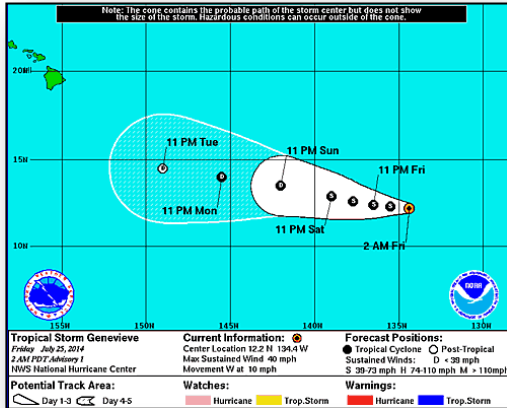 Note: The cone contains the probable path of the storm center but does not show
the size of the storm. Hazardous conditions can occur outside of the cone.
20N
15N
10N
11 PM Tue
11 PM Sun
11 PM Fri
11 PM Mon
11 PM Sat
2 AM Fri
D
D
D
S
S
S
S
NOAA
155W
150W
145W
140W
135W
130W
Tropical Storm Genevieve
Friday July 25, 2014
2 AM PDT Advisory 1
NWS National Hurricane Center
Current Information:
Center Location 12.2 N 134.4 W
Max Sustained Wind 40 mph
Movement W at 10 mph
Forecast Positions:
Tropical Cyclone Post-Tropical
Sustained Winds: D < 39 mph
S 39-73 mph H 74-110 mph M > 110mph
Potential Track Area:
Day 1-3 Day 4-5
Watches:
Hurricane Trop.Storm
Warnings:
Hurricane Trop.Storm